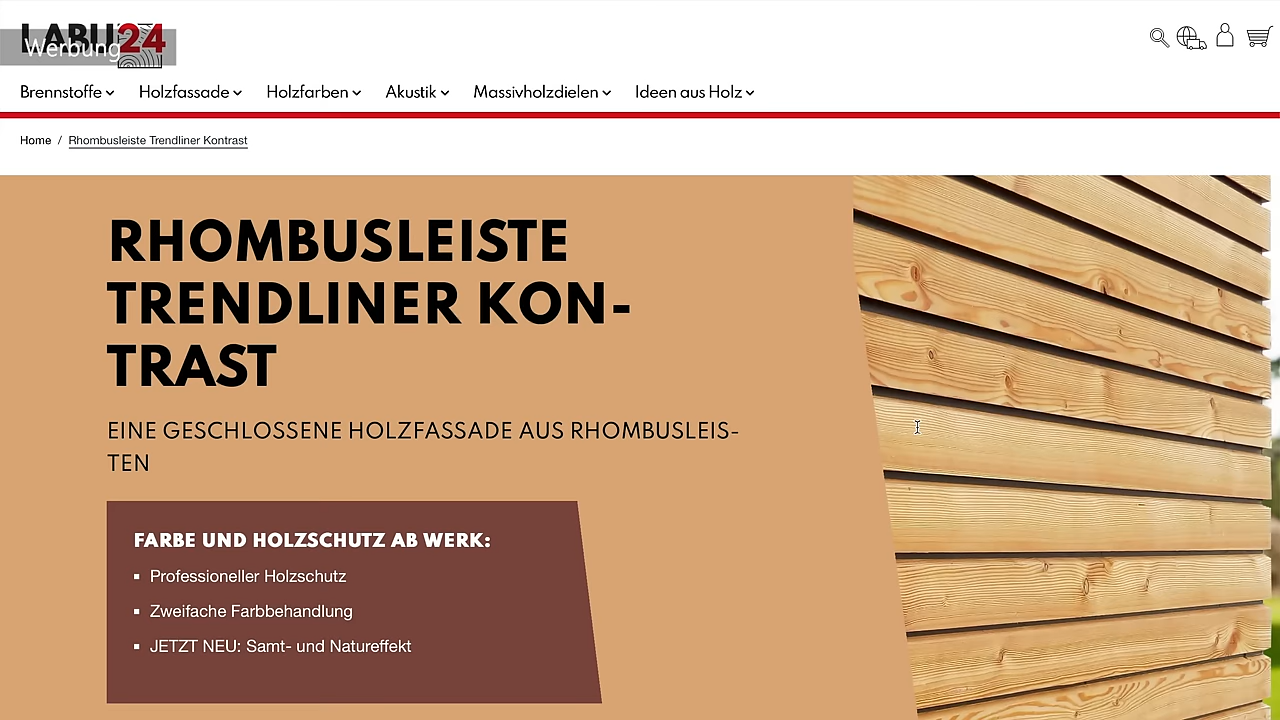 LABU24
Werbung
Brennstoffe Holzfassade Holzfarben Akustik Massivholzdielen Ideen aus Holz
Home / Rhombusleiste Trendliner Kontrast
RHOMBUSLEISTE
TRENDLINER KON-
TRAST
EINE GESCHLOSSENE HOLZFASSADE AUS RHOMBUSLEIS-
TEN
FARBE UND HOLZSCHUTZ AB WERK:
Professioneller Holzschutz
Zweifache Farbbehandlung
JETZT NEU: Samt- und Natureffekt